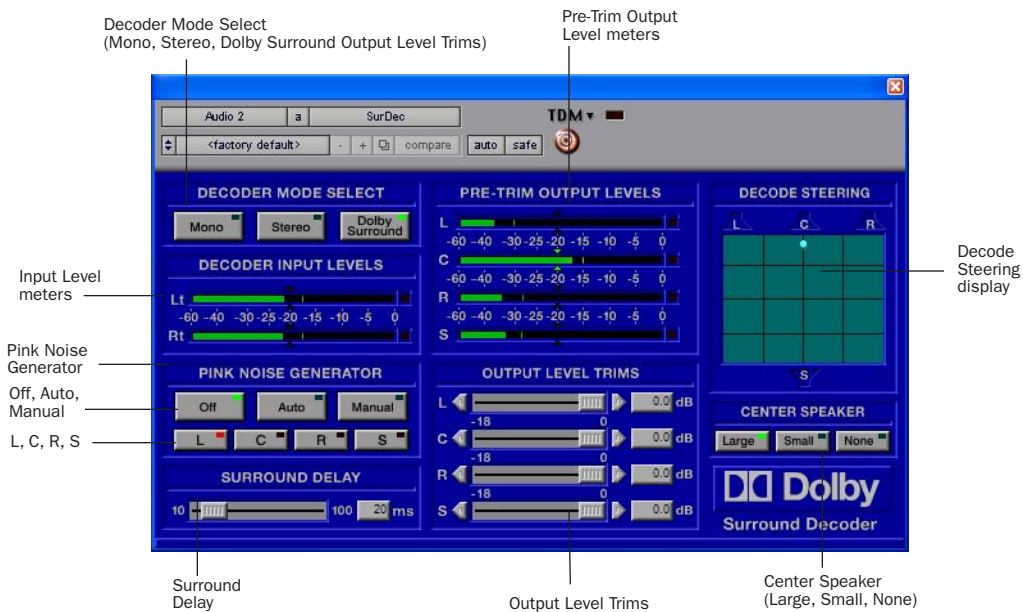 Decoder Mode Select
(Mono, Stereo, Dolby Surround Output Level Trims)
Pre-Trim Output
Level meters
Audio 2
a
SurDec
TDM
<factory default>
- + compare
auto safe
DECODER MODE SELECT
Mono
Stereo
Dolby
Surround
PRE-TRIM OUTPUT LEVELS
L
-60 -40 -30 -25 -20 -15 -10 -5 0
C
-60 -40 -30 -25 -20 -15 -10 -5 0
R
-60 -40 -30 -25 -20 -15 -10 -5 0
S
DECODE STEERING
L C R
S
Decode
Steering
display
Input Level
meters
DECODER INPUT LEVELS
Lt
-60 -40 -30 -25 -20 -15 -10 -5 0
Rt
Pink Noise
Generator
Off, Auto,
Manual
L, C, R, S
PINK NOISE GENERATOR
Off Auto Manual
L C R S
OUTPUT LEVEL TRIMS
L 0.0 dB
-18 0
C 0.0 dB
-18 0
R 0.0 dB
-18 0
S 0.0 dB
CENTER SPEAKER
Large Small None
SURROUND DELAY
10 100 20 ms
Dolby
Surround Decoder
Surround
Delay
Output Level Trims
Center Speaker
(Large, Small, None)